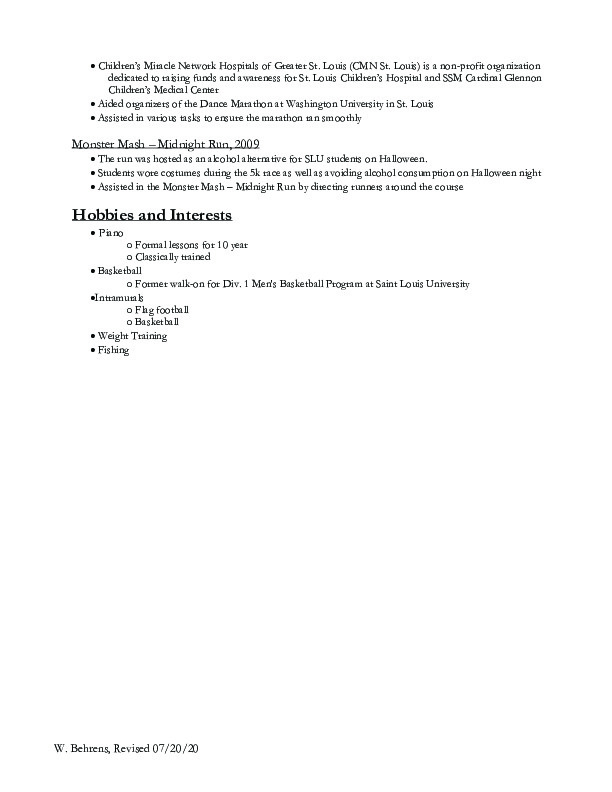 • Children's Miracle Network Hospitals of Greater St. Louis (CMN St. Louis) is a non-profit organization
dedicated to raising funds and awareness for St. Louis Children's Hospital and SSM Cardinal Glennon
Children's Medical Center
• Aided organizers of the Dance Marathon at Washington University in St. Louis
• Assisted in various tasks to ensure the marathon ran smoothly
Monster Mash – Midnight Run, 2009
• The run was hosted as an alcohol alternative for SLU students on Halloween.
• Students wore costumes during the 5k race as well as avoiding alcohol consumption on Halloween night
• Assisted in the Monster Mash – Midnight Run by directing runners around the course
Hobbies and Interests
• Piano
o Formal lessons for 10 year
o Classically trained
• Basketball
o Former walk-on for Div. 1 Men's Basketball Program at Saint Louis University
•Intramurals
o Flag football
o Basketball
• Weight Training
• Fishing
W. Behrens, Revised 07/20/20